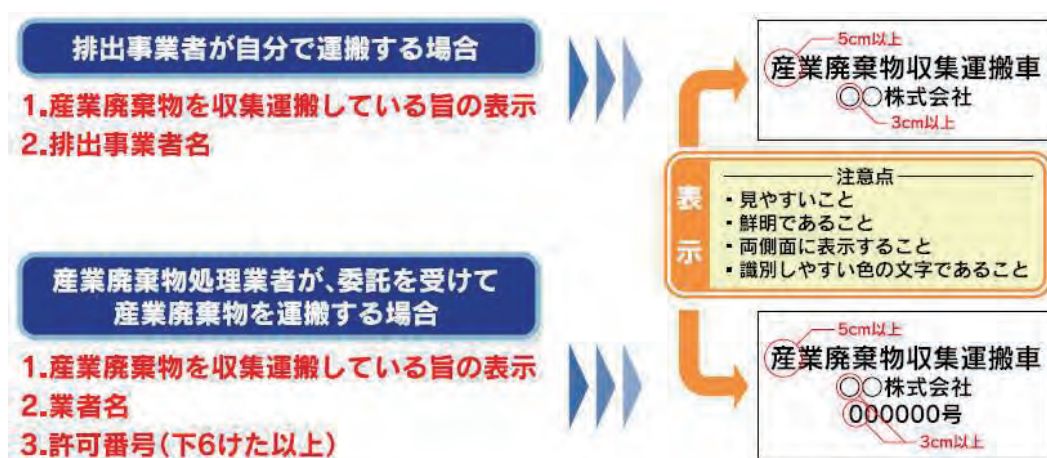 排出事業者が自分で運搬する場合
1.産業廃棄物を収集運搬している旨の表示
2.排出事業者名
5cm以上
産業廃棄物収集運搬車
○○株式会社
3cm以上
表示
注意点
・見やすいこと
・鮮明であること
・両側面に表示すること
・識別しやすい色の文字であること
産業廃棄物処理業者が、委託を受けて
産業廃棄物を運搬する場合
1.産業廃棄物を収集運搬している旨の表示
2.業者名
3.許可番号(下6けた以上)
5cm以上
産業廃棄物収集運搬車
○○株式会社
000000号
3cm以上